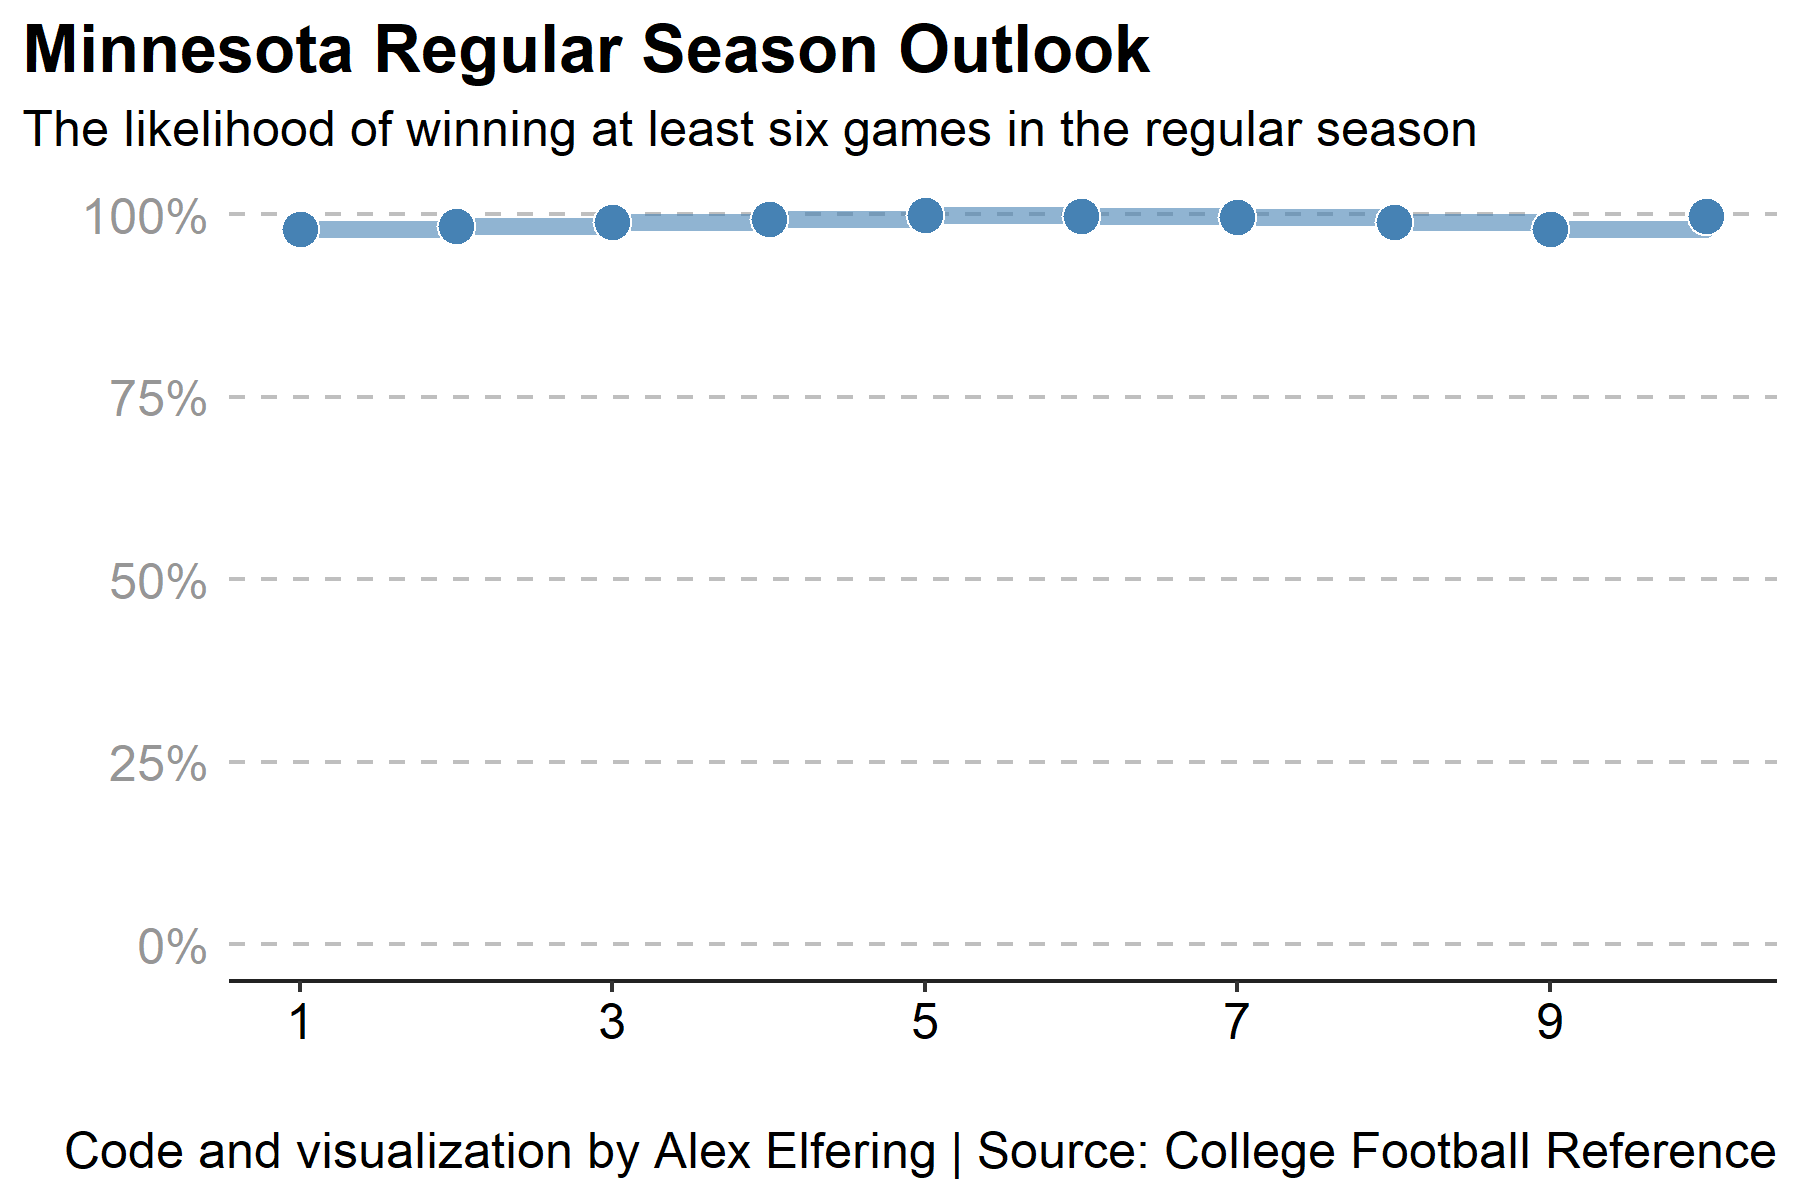 Minnesota Regular Season Outlook
The likelihood of winning at least six games in the regular season
100%
75%
50%
25%
0%
1 3 5 7 9
Code and visualization by Alex Elfering | Source: College Football Reference